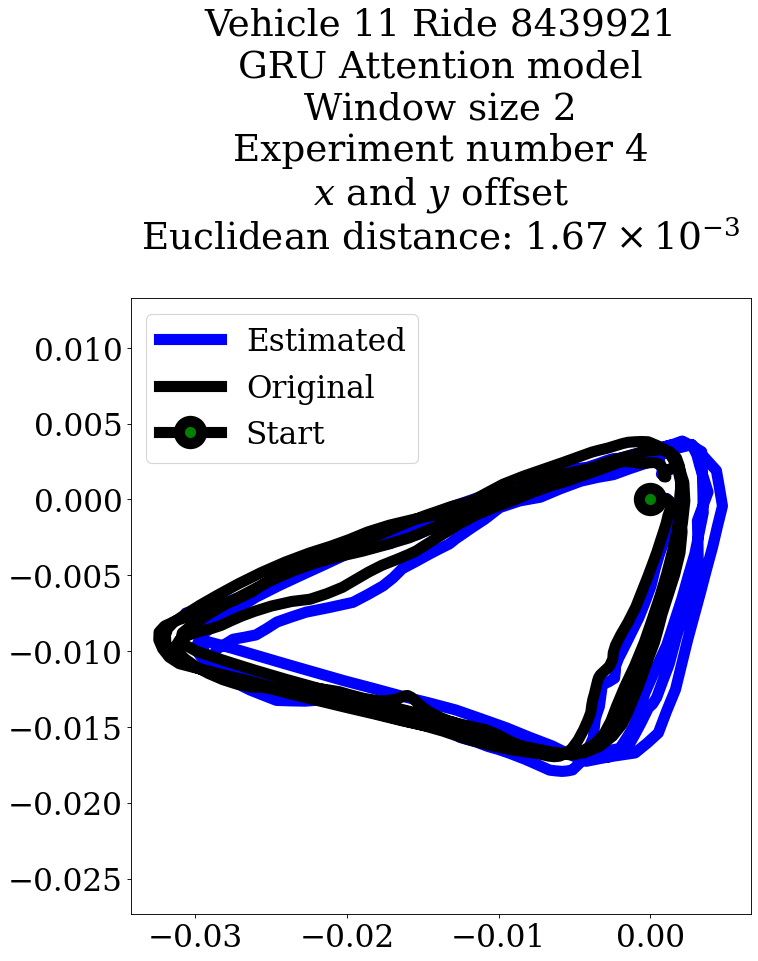 Vehicle 11 Ride 8439921
GRU Attention model
Window size 2
Experiment number 4
x and y offset
Euclidean distance: 1.67 × 10⁻³
Estimated
Original
Start
0.010
0.005
0.000
−0.005
−0.010
−0.015
−0.020
−0.025
−0.03 −0.02 −0.01 0.00